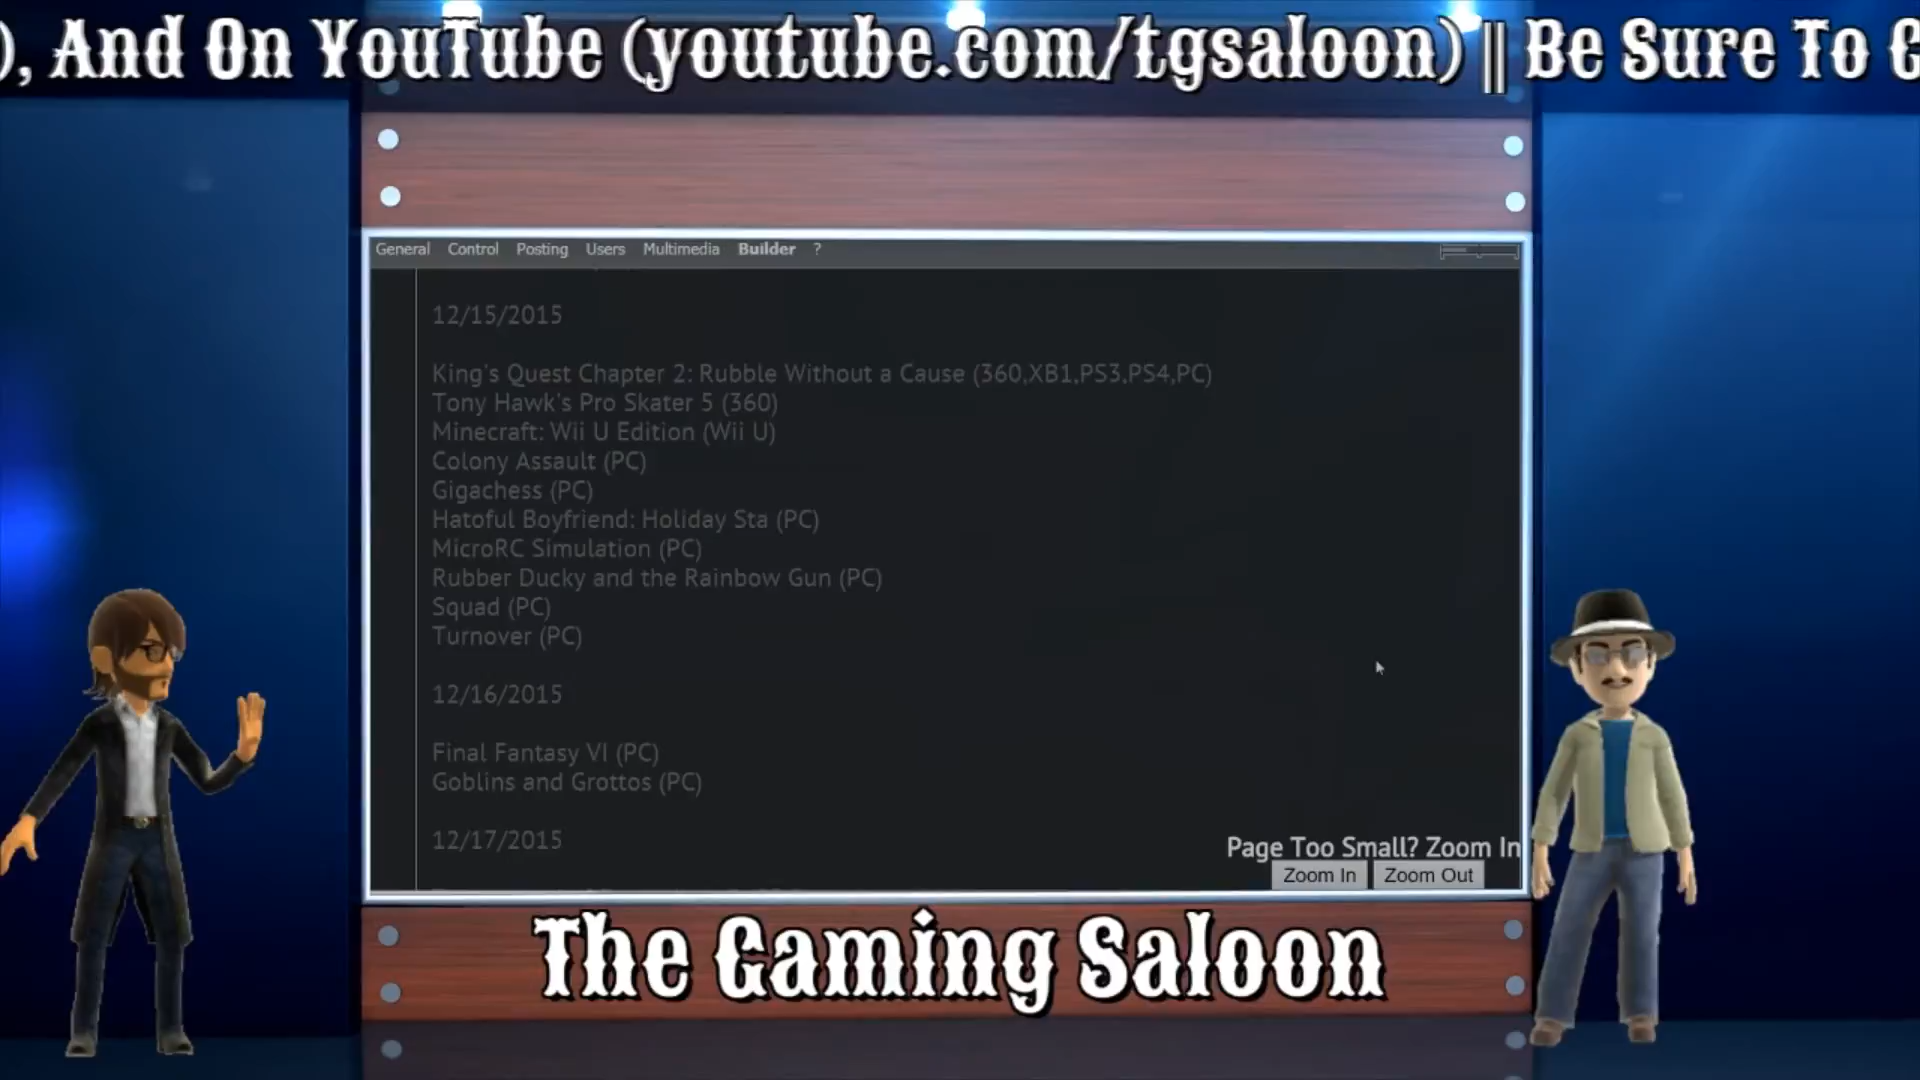 ), And On YouTube (youtube.com/tgsaloon) || Be Sure To
General Control Posting Users Multimedia Builder ?
12/15/2015
King's Quest Chapter 2: Rubble Without a Cause (360,XB1,PS3,PS4,PC)
Tony Hawk's Pro Skater 5 (360)
Minecraft: Wii U Edition (Wii U)
Colony Assault (PC)
Gigachess (PC)
Hatoful Boyfriend: Holiday Sta (PC)
MicroRC Simulation (PC)
Rubber Ducky and the Rainbow Gun (PC)
Squad (PC)
Turnover (PC)
12/16/2015
Final Fantasy VI (PC)
Goblins and Grottos (PC)
12/17/2015
Page Too Small? Zoom In
Zoom In Zoom Out
The Gaming Saloon